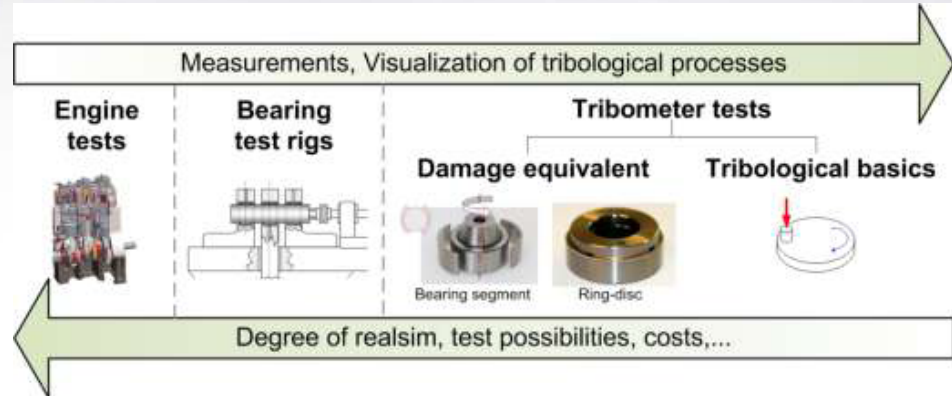 Measurements, Visualization of tribological processes
Engine
tests
Bearing
test rigs
Tribometer tests
Damage equivalent
Tribological basics
Bearing segment
Ring-disc
Degree of realsim, test possibilities, costs,...